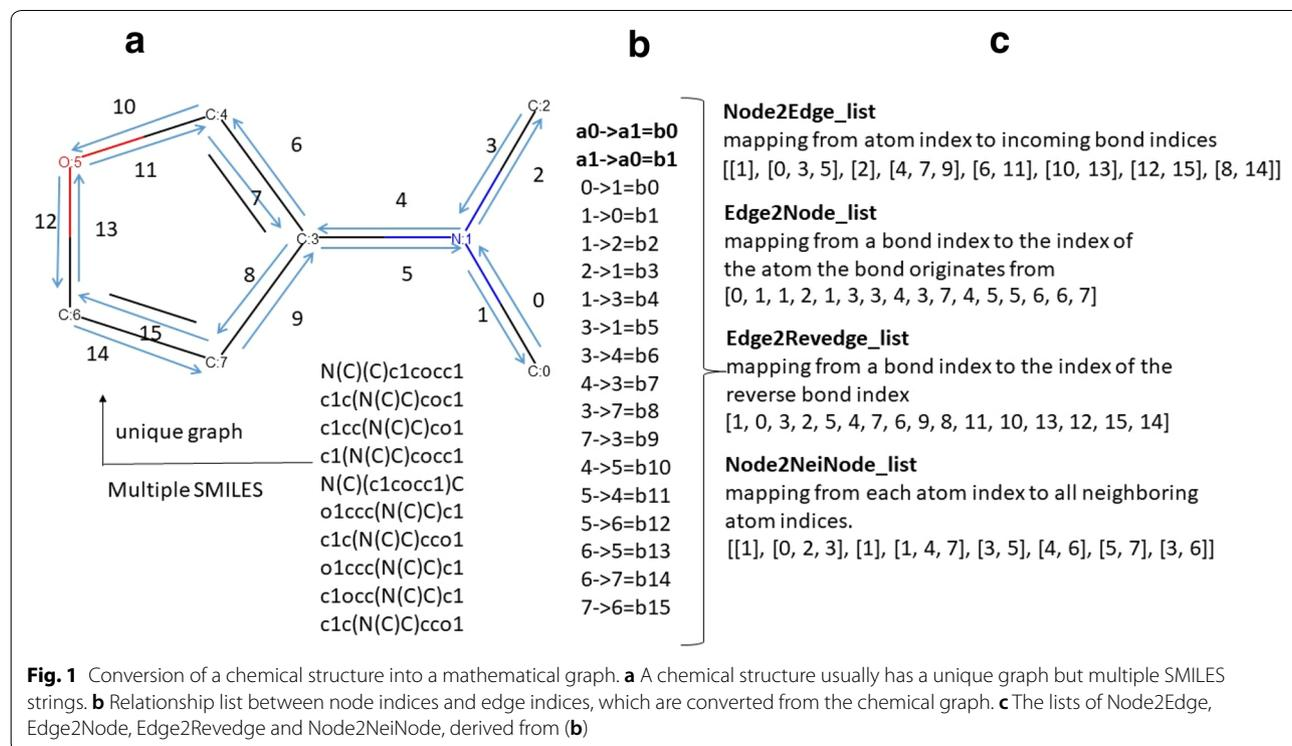 a
b
c
10
C:4
C:2
6
3
O:5
11
2
7
4
12
13
C:3
N:1
8
5
0
9
1
C:6
15
14
C:7
C:0
unique graph
Multiple SMILES
N(C)(C)c1cocc1
c1c(N(C)C)coc1
c1cc(N(C)C)co1
c1(N(C)C)cocc1
N(C)(c1cocc1)C
o1ccc(N(C)C)c1
c1c(N(C)C)cco1
o1ccc(N(C)C)c1
c1occ(N(C)C)c1
c1c(N(C)C)cco1
a0->a1=b0
a1->a0=b1
0->1=b0
1->0=b1
1->2=b2
2->1=b3
1->3=b4
3->1=b5
3->4=b6
4->3=b7
3->7=b8
7->3=b9
4->5=b10
5->4=b11
5->6=b12
6->5=b13
6->7=b14
7->6=b15
Node2Edge_list
mapping from atom index to incoming bond indices
[[1], [0, 3, 5], [2], [4, 7, 9], [6, 11], [10, 13], [12, 15], [8, 14]]
Edge2Node_list
mapping from a bond index to the index of
the atom the bond originates from
[0, 1, 1, 2, 1, 3, 3, 4, 3, 7, 4, 5, 5, 6, 6, 7]
Edge2Revedge_list
mapping from a bond index to the index of the
reverse bond index
[1, 0, 3, 2, 5, 4, 7, 6, 9, 8, 11, 10, 13, 12, 15, 14]
Node2NeiNode_list
mapping from each atom index to all neighboring
atom indices.
[[1], [0, 2, 3], [1], [1, 4, 7], [3, 5], [4, 6], [5, 7], [3, 6]]
Fig. 1 Conversion of a chemical structure into a mathematical graph. a A chemical structure usually has a unique graph but multiple SMILES
strings. b Relationship list between node indices and edge indices, which are converted from the chemical graph. c The lists of Node2Edge,
Edge2Node, Edge2Revedge and Node2NeiNode, derived from (b)